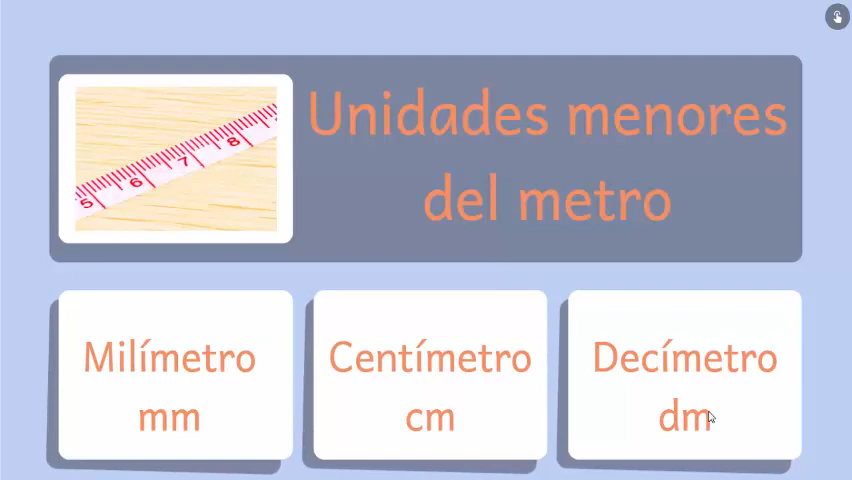 Unidades menores
del metro
5 6 7 8
Milímetro
mm
Centímetro
cm
Decímetro
dm